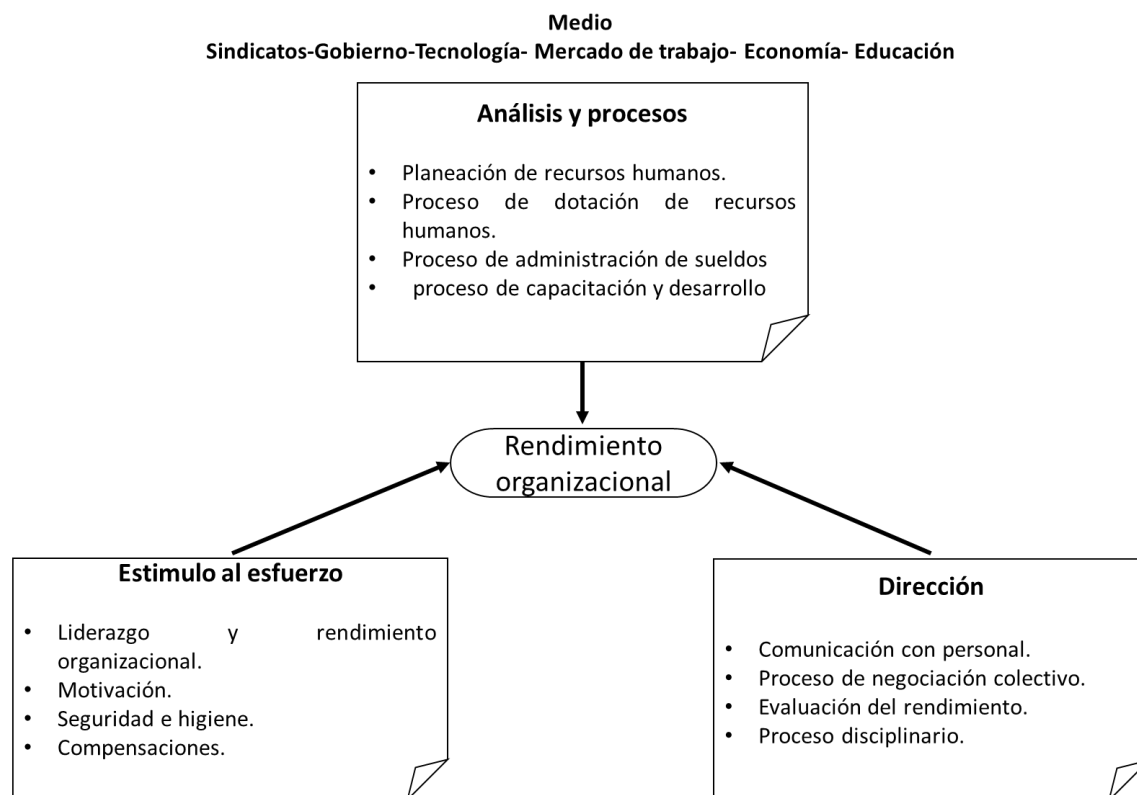 Medio
Sindicatos-Gobierno-Tecnología- Mercado de trabajo- Economía- Educación
Análisis y procesos
• Planeación de recursos humanos.
• Proceso de dotación de recursos
humanos.
• Proceso de administración de sueldos
• proceso de capacitación y desarrollo
Rendimiento
organizacional
Estimulo al esfuerzo
• Liderazgo y rendimiento
organizacional.
• Motivación.
• Seguridad e higiene.
• Compensaciones.
Dirección
• Comunicación con personal.
• Proceso de negociación colectivo.
• Evaluación del rendimiento.
• Proceso disciplinario.